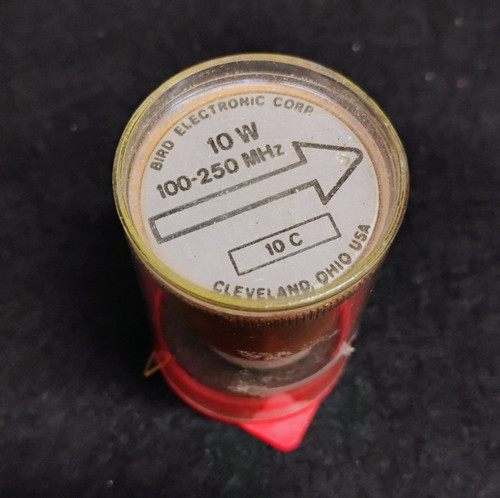 BIRD ELECTRONIC CORP.
10 W
100-250 MHz
10 C
CLEVELAND, OHIO USA